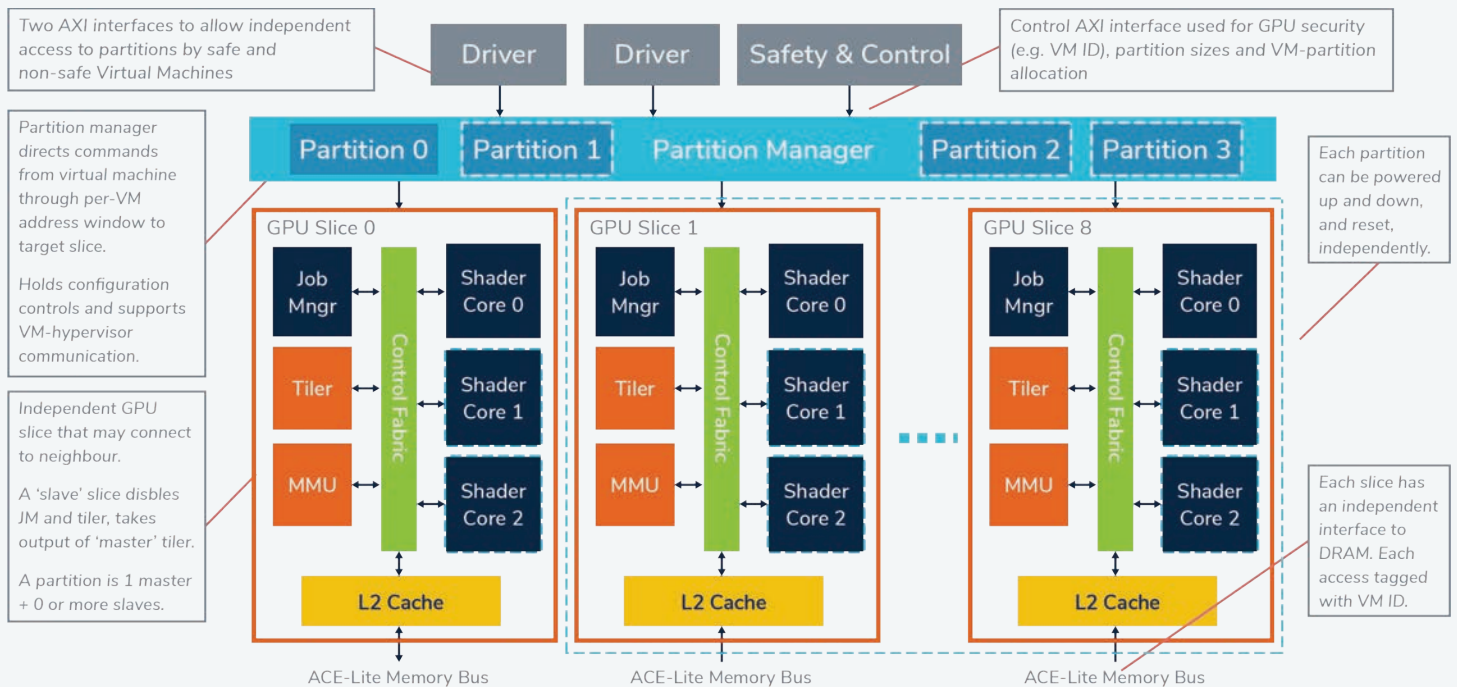 Two AXI interfaces to allow independent
access to partitions by safe and
non-safe Virtual Machines
Driver
Driver
Safety & Control
Control AXI interface used for GPU security
(e.g. VM ID), partition sizes and VM-partition
allocation
Partition manager
directs commands
from virtual machine
through per-VM
address window to
target slice.
Holds configuration
controls and supports
VM-hypervisor
communication.
Partition 0
Partition 1
Partition Manager
Partition 2
Partition 3
Each partition
can be powered
up and down,
and reset,
independently.
Independent GPU
slice that may connect
to neighbour.
A ‘slave’ slice disbles
JM and tiler, takes
output of ‘master’ tiler.
A partition is 1 master
+ 0 or more slaves.
GPU Slice 0
Job
Mngr
Tiler
MMU
Control Fabric
Shader
Core 0
Shader
Core 1
Shader
Core 2
L2 Cache
ACE-Lite Memory Bus
GPU Slice 1
Job
Mngr
Tiler
MMU
Control Fabric
Shader
Core 0
Shader
Core 1
Shader
Core 2
L2 Cache
ACE-Lite Memory Bus
GPU Slice 8
Job
Mngr
Tiler
MMU
Control Fabric
Shader
Core 0
Shader
Core 1
Shader
Core 2
L2 Cache
ACE-Lite Memory Bus
Each slice has
an independent
interface to
DRAM. Each
access tagged
with VM ID.